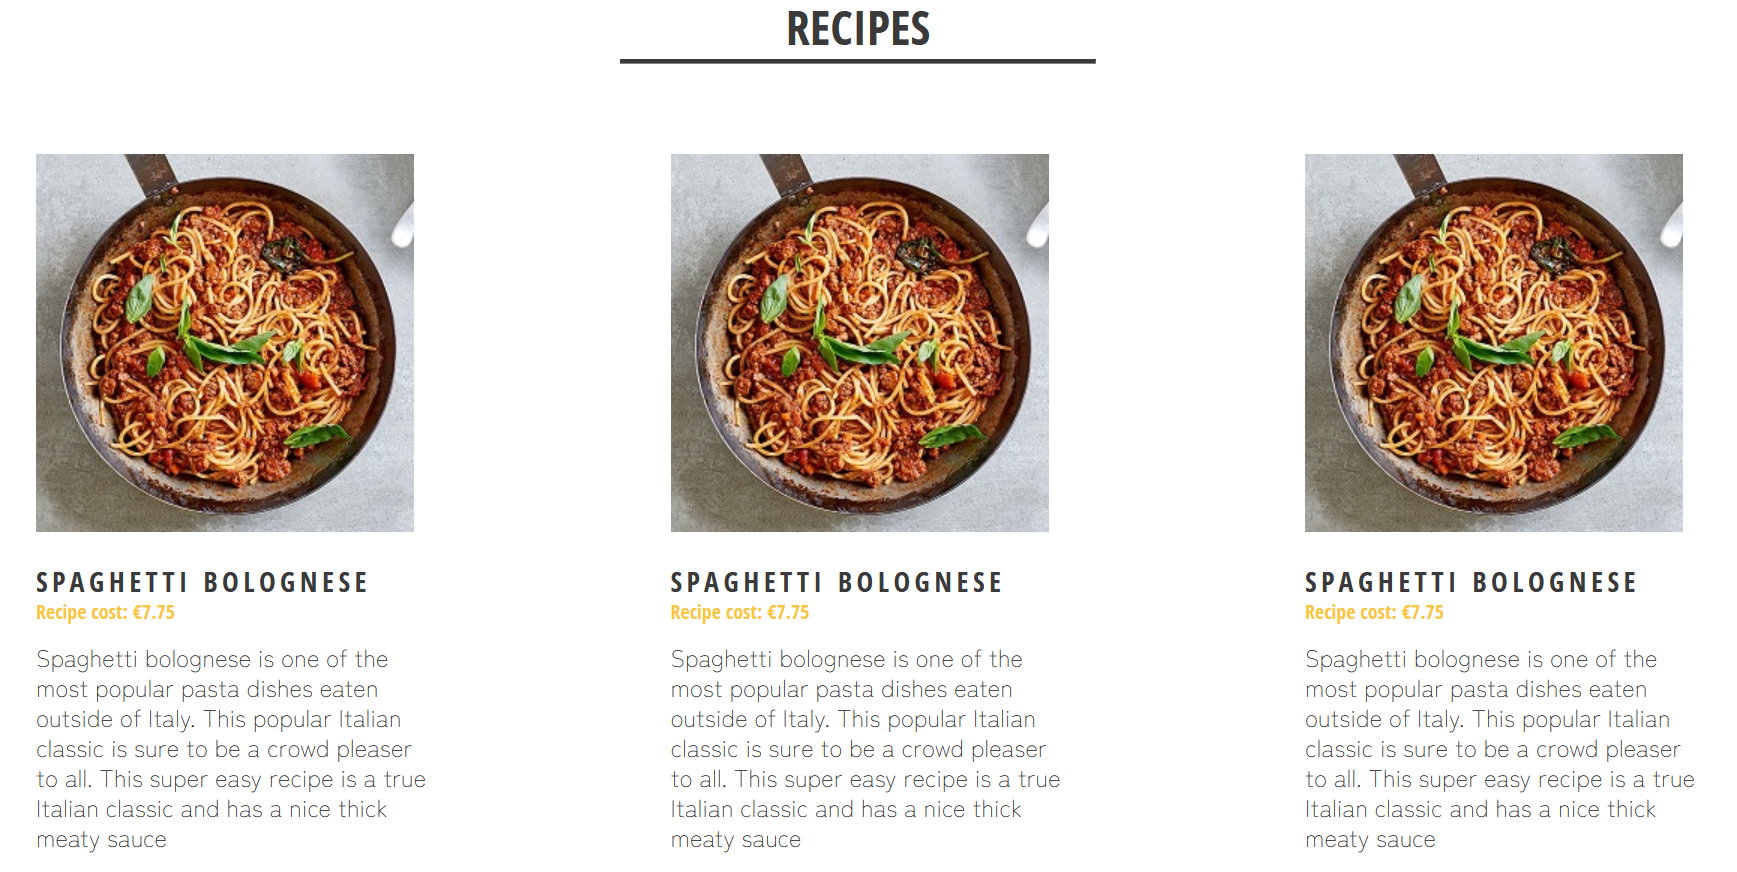 RECIPES
SPAGHETTI BOLOGNESE
Recipe cost: €7.75
Spaghetti bolognese is one of the
most popular pasta dishes eaten
outside of Italy. This popular Italian
classic is sure to be a crowd pleaser
to all. This super easy recipe is a true
Italian classic and has a nice thick
meaty sauce
SPAGHETTI BOLOGNESE
Recipe cost: €7.75
Spaghetti bolognese is one of the
most popular pasta dishes eaten
outside of Italy. This popular Italian
classic is sure to be a crowd pleaser
to all. This super easy recipe is a true
Italian classic and has a nice thick
meaty sauce
SPAGHETTI BOLOGNESE
Recipe cost: €7.75
Spaghetti bolognese is one of the
most popular pasta dishes eaten
outside of Italy. This popular Italian
classic is sure to be a crowd pleaser
to all. This super easy recipe is a true
Italian classic and has a nice thick
meaty sauce